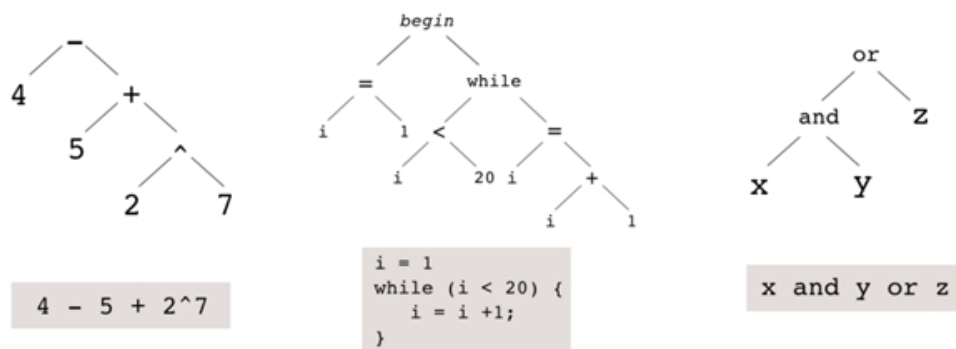 -
4 +
5 ^
2 7
4 - 5 + 2^7
begin
= while
i 1 < =
i 20 i +
i 1
i = 1
while (i < 20) {
i = i +1;
}
or
and z
x y
x and y or z